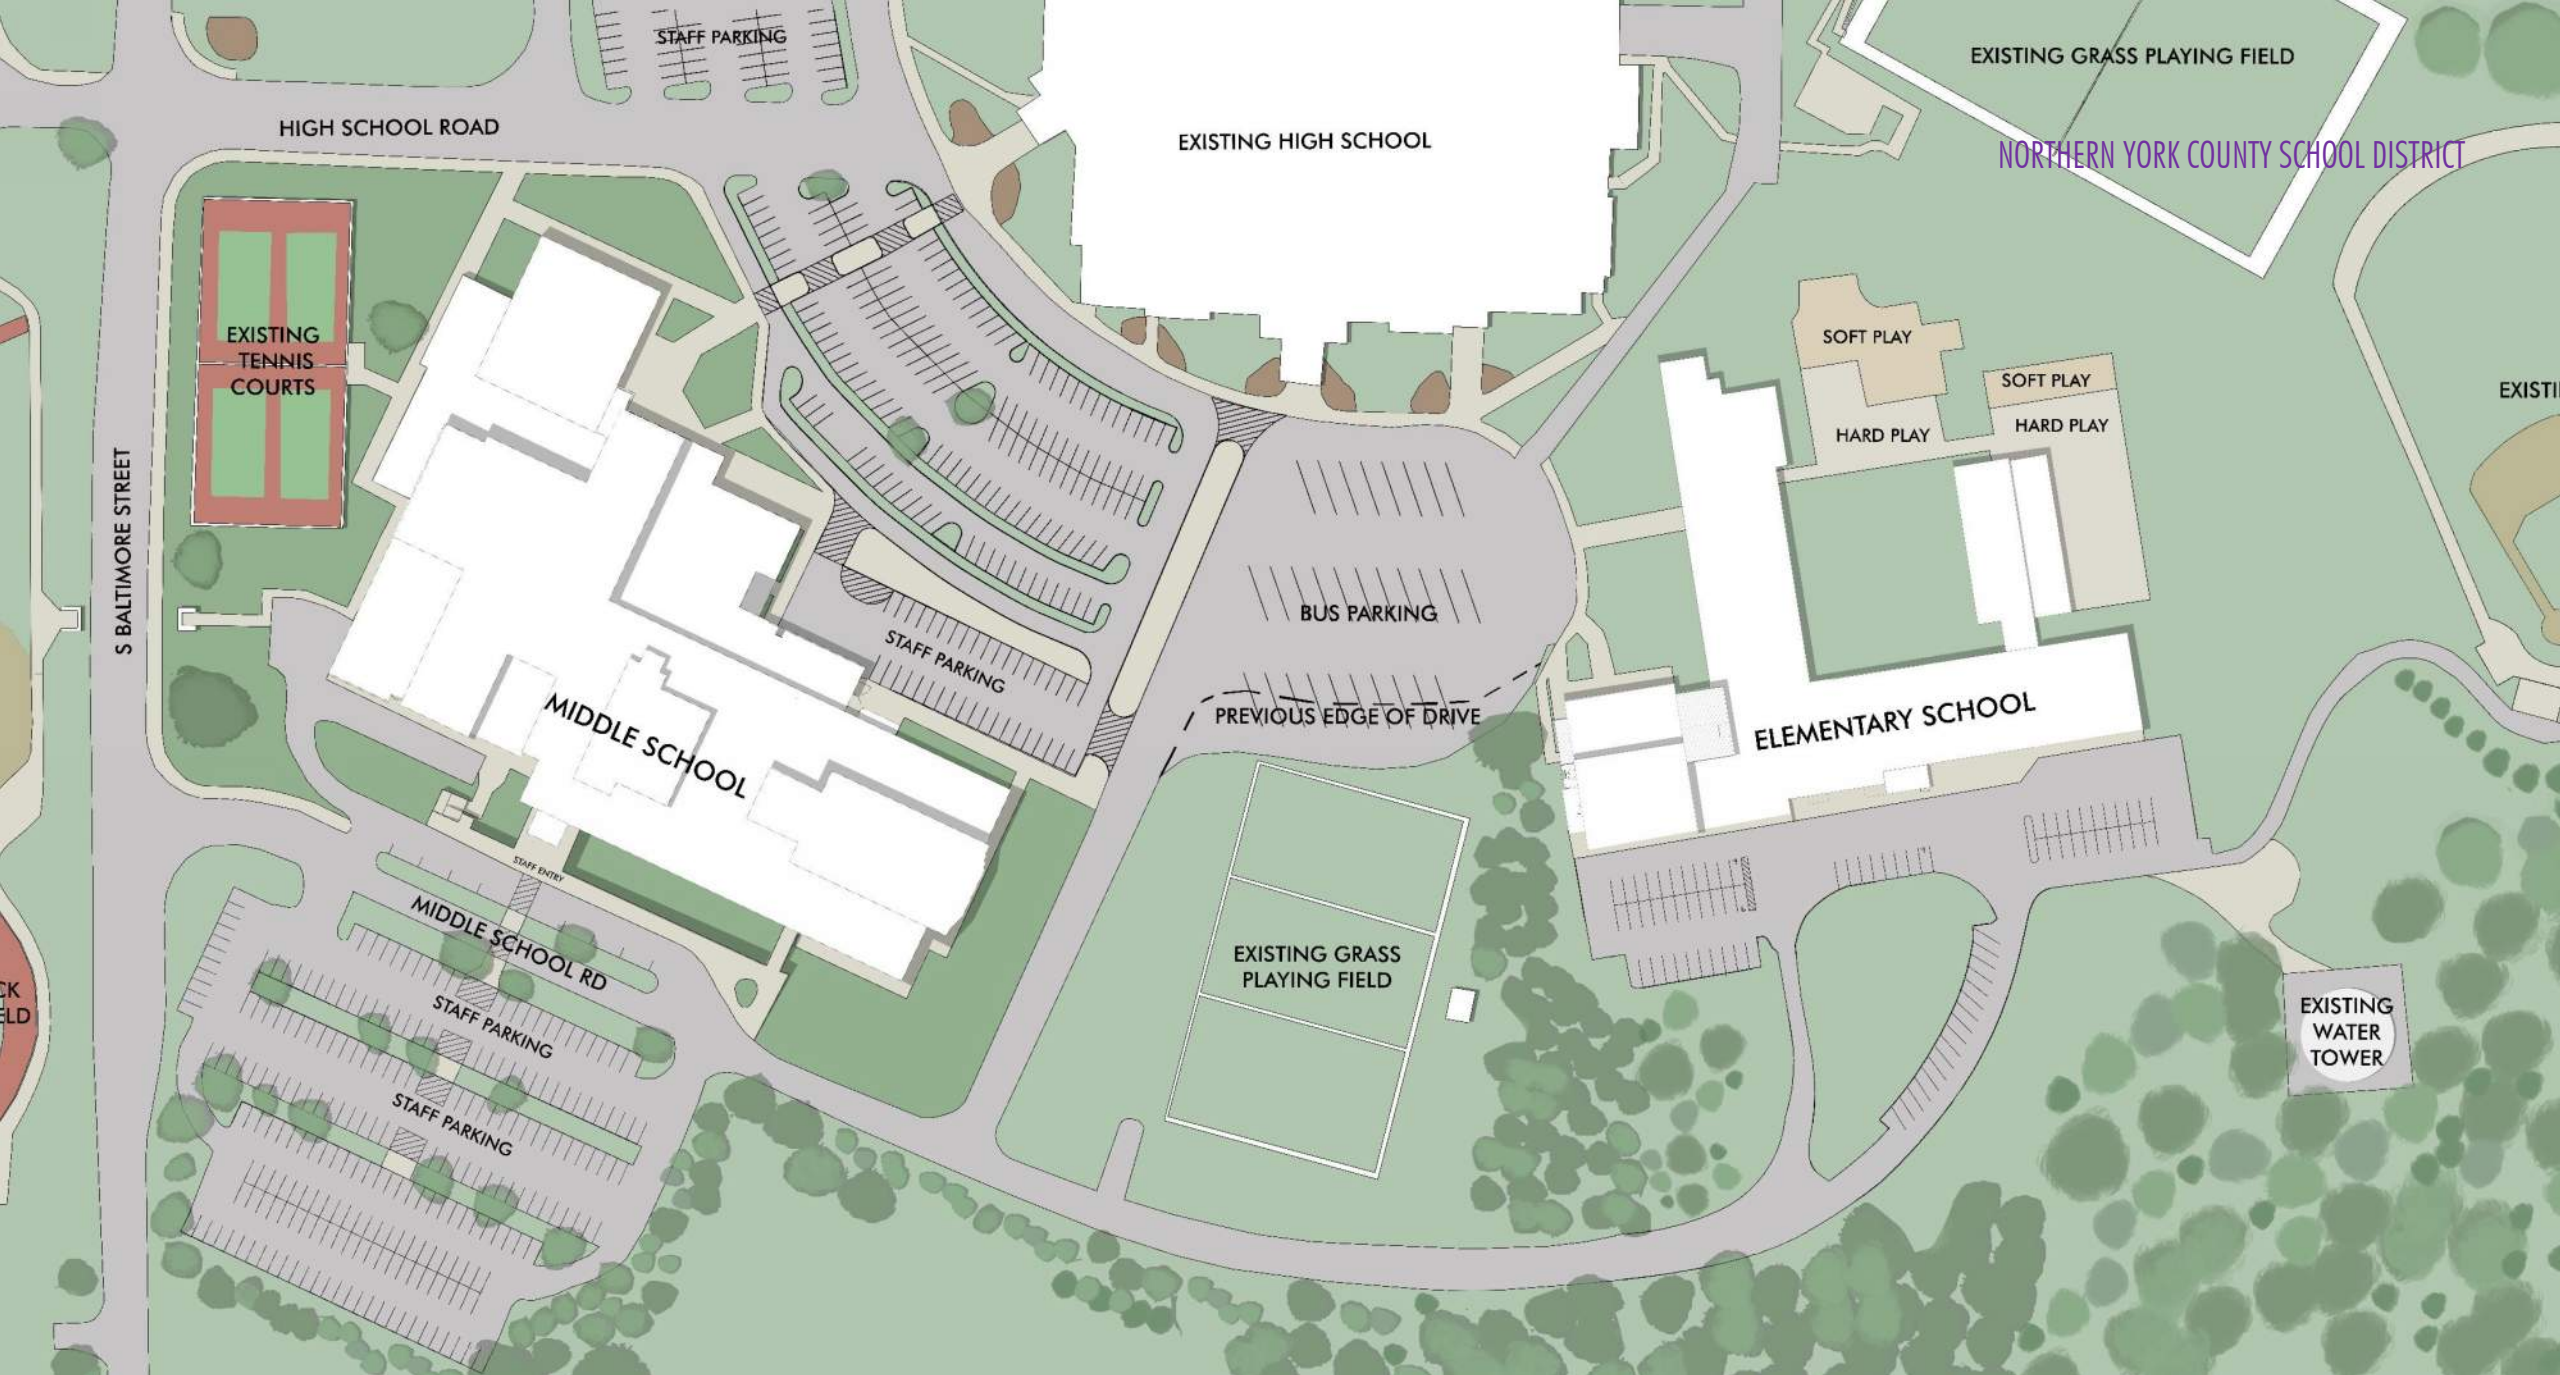 STAFF PARKING
EXISTING GRASS PLAYING FIELD
HIGH SCHOOL ROAD
EXISTING HIGH SCHOOL
NORTHERN YORK COUNTY SCHOOL DISTRICT
EXISTING
TENNIS
COURTS
SOFT PLAY
SOFT PLAY
EXISTI
HARD PLAY
HARD PLAY
S BALTIMORE STREET
BUS PARKING
STAFF PARKING
PREVIOUS EDGE OF DRIVE
MIDDLE SCHOOL
ELEMENTARY SCHOOL
STAFF ENTRY
MIDDLE SCHOOL RD
EXISTING GRASS
PLAYING FIELD
CK
ELD
STAFF PARKING
EXISTING
WATER
TOWER
STAFF PARKING